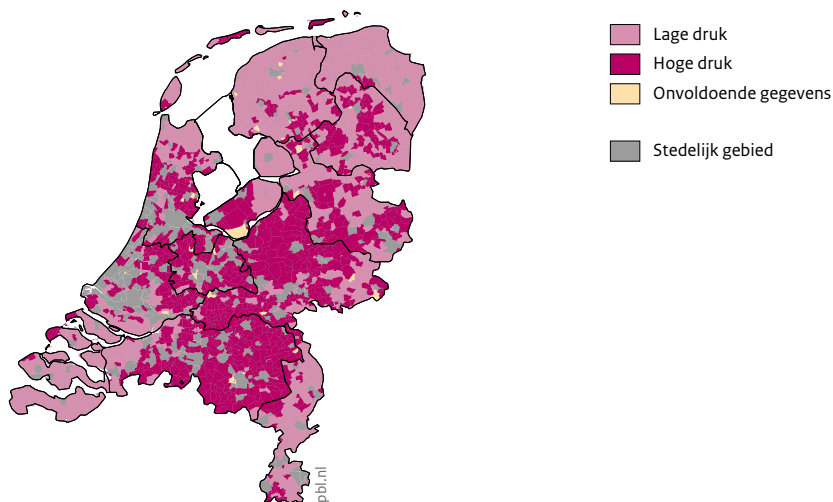 Lage druk
Hoge druk
Onvoldoende gegevens
Stedelijk gebied
pbl.nl